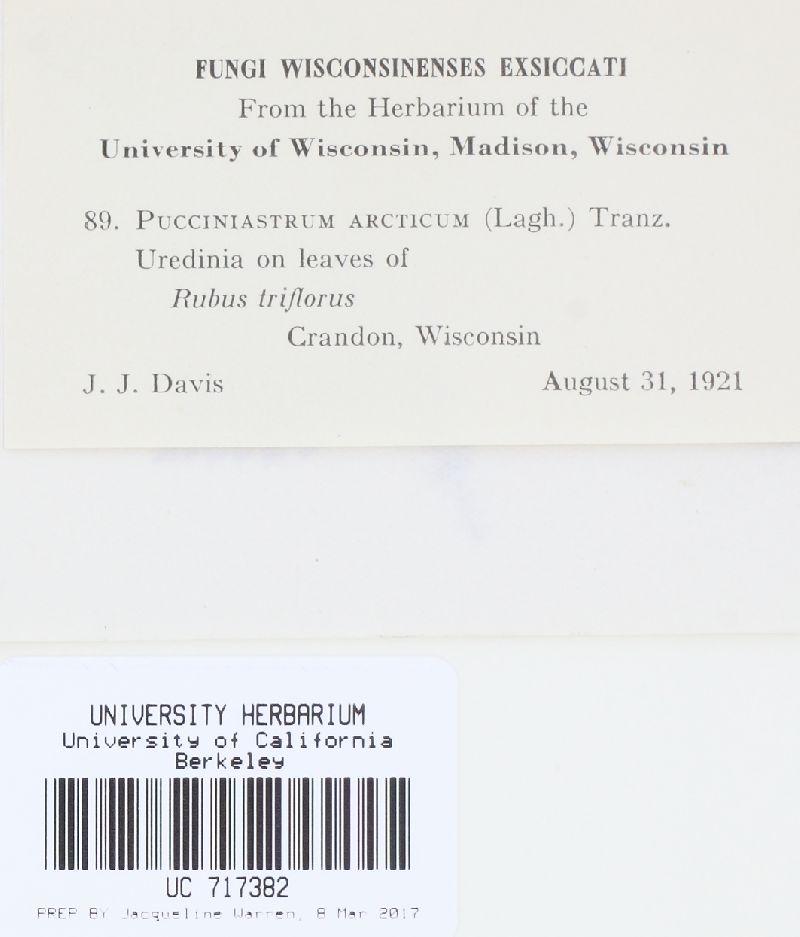 FUNGI WISCONSINENSES EXSICCATI
From the Herbarium of the
University of Wisconsin, Madison, Wisconsin
89. PUCCINIASTRUM ARCTICUM (Lagh.) Tranz.
Uredinia on leaves of
Rubus triflorus
Crandon, Wisconsin
J. J. Davis August 31, 1921
UNIVERSITY HERBARIUM
University of California
Berkeley
UC 717382
PREP BY Jacqueline Warren, 8 Mar 2017